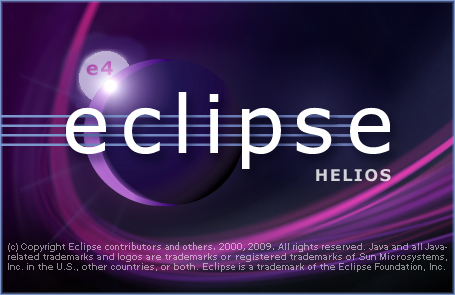 e4
eclipse
HELIOS
(c) Copyright Eclipse contributors and others. 2000, 2009. All rights reserved. Java and all Java-
related trademarks and logos are trademarks or registered trademarks of Sun Microsystems,
Inc. in the U.S., other countries, or both. Eclipse is a trademark of the Eclipse Foundation, Inc.